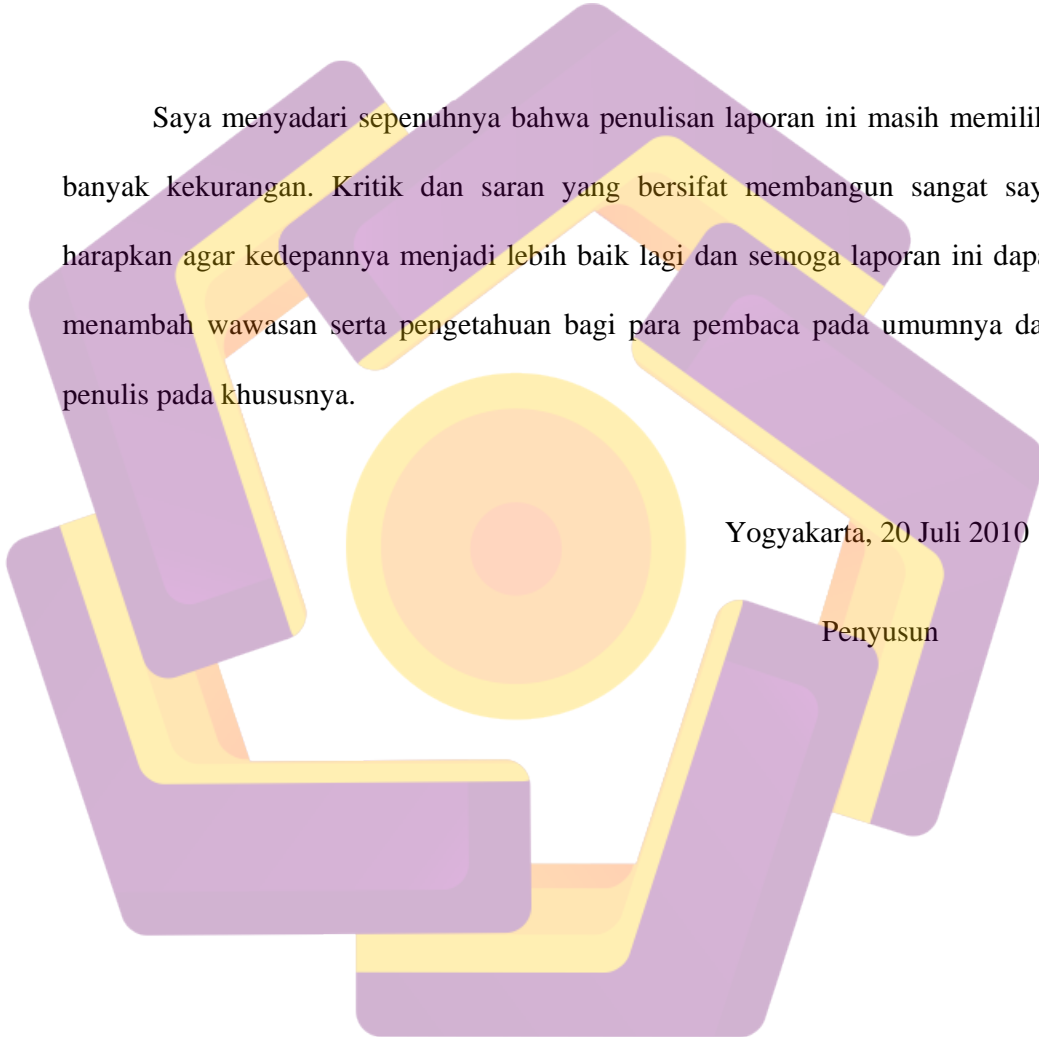 Saya menyadari sepenuhnya bahwa penulisan laporan ini masih memilik
banyak kekurangan. Kritik dan saran yang bersifat membangun sangat say
harapkan agar kedepannya menjadi lebih baik lagi dan semoga laporan ini dapa
menambah wawasan serta pengetahuan bagi para pembaca pada umumnya da
penulis pada khususnya.
Yogyakarta, 20 Juli 2010
Penyusun